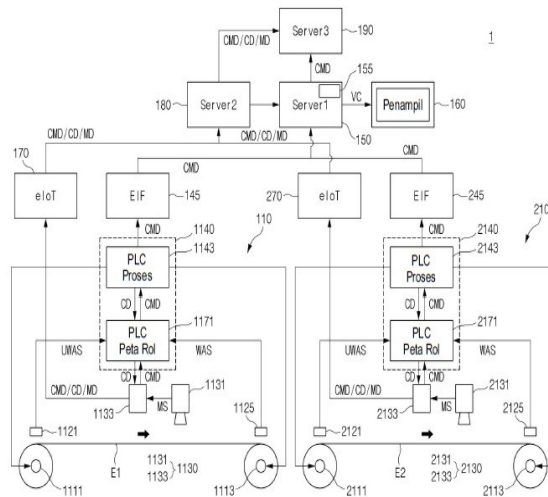 Server3
190
1
CMD/CD/MD
CMD
155
180
Server2
Server1
VC
Penampil
160
150
170
CMD/CD/MD
CMD/CD/MD
CMD
CMD
eIoT
EIF
145
270
eIoT
EIF
245
CMD
1140
110
CMD
2140
210
PLC
Proses
1143
PLC
Proses
2143
CD
CMD
CD
CMD
PLC
Peta Rol
1171
PLC
Peta Rol
2171
UWAS
WAS
UWAS
WAS
CD
CMD
1131
CD
CMD
2131
CMD/CD/MD
1133
MS
CMD/CD/MD
2133
MS
1121
1125
2121
2125
1111
E1
1131
1133
1130
1113
2111
E2
2131
2133
2130
2113